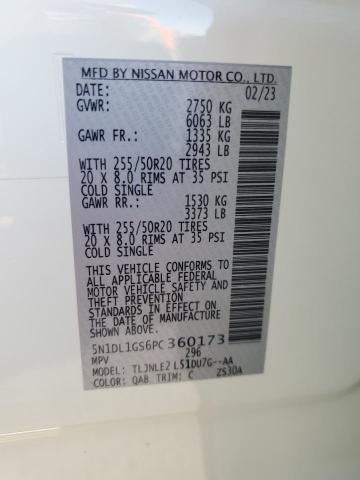 MFD BY NISSAN MOTOR CO., LTD.
DATE: 02/23
GVWR: 2750 KG
6063 LB
GAWR FR.: 1335 KG
2943 LB
WITH 255/50R20 TIRES
20 X 8.0 RIMS AT 35 PSI
COLD SINGLE
GAWR RR.: 1530 KG
3373 LB
WITH 255/50R20 TIRES
20 X 8.0 RIMS AT 35 PSI
COLD SINGLE
THIS VEHICLE CONFORMS TO
ALL APPLICABLE FEDERAL
MOTOR VEHICLE SAFETY AND
THEFT PREVENTION
STANDARDS IN EFFECT
ON THE DATE OF
MANUFACTURE SHOWN ABOVE.
5N1DL1GS6PC360173
MPV 296
TYPE: TLJNLE2 L51DU7G--AA
COLOR: QAB TRIM: C ZS30A